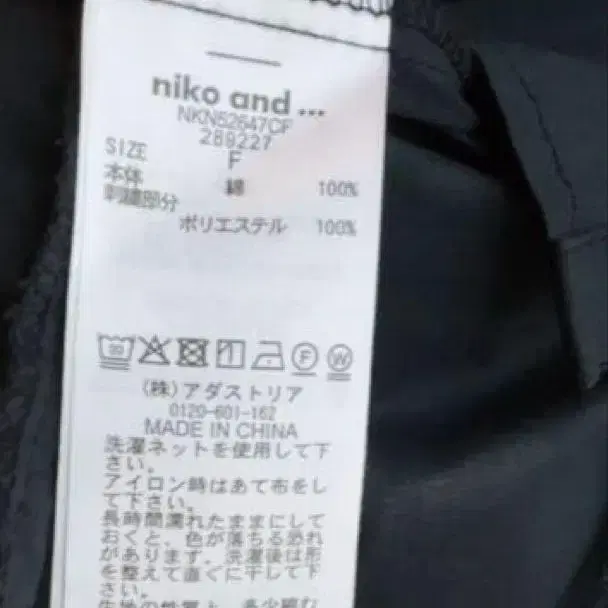 niko and ...
NKN52647CF
289227
SIZE F
本体 綿 100%
刺繍部分
ポリエステル 100%
(株)アダストリア
0120-601-162
MADE IN CHINA
洗濯ネットを使用して下
さい。
アイロン時はあて布をし
て下さい。
長時間濡れたままにして
おくと、色が落ちる恐れ
があります。洗濯後は形
を整えて直ぐに干して下
さい。